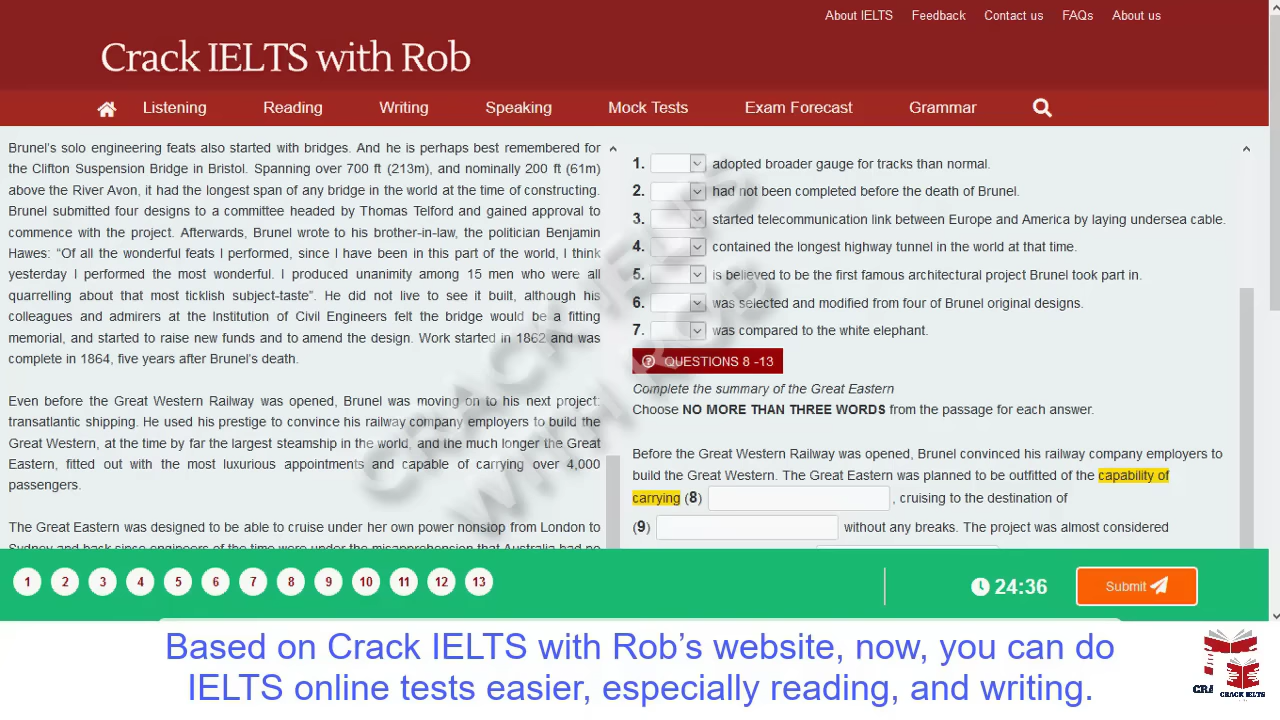 About IELTS Feedback Contact us FAQs About us
Crack IELTS with Rob
Listening Reading Writing Speaking Mock Tests Exam Forecast Grammar
Brunel's solo engineering feats also started with bridges. And he is perhaps best remembered for
the Clifton Suspension Bridge in Bristol. Spanning over 700 ft (213m), and nominally 200 ft (61m)
above the River Avon, it had the longest span of any bridge in the world at the time of constructing.
Brunel submitted four designs to a committee headed by Thomas Telford and gained approval to
commence with the project. Afterwards, Brunel wrote to his brother-in-law, the politician Benjamin
Hawes: “Of all the wonderful feats I performed, since I have been in this part of the world, I think
yesterday I performed the most wonderful. I produced unanimity among 15 men who were all
quarrelling about that most ticklish subject-taste”. He did not live to see it built, although his
colleagues and admirers at the Institution of Civil Engineers felt the bridge would be a fitting
memorial, and started to raise new funds and to amend the design. Work started in 1862 and was
complete in 1864, five years after Brunel's death.
Even before the Great Western Railway was opened, Brunel was moving on to his next project:
transatlantic shipping. He used his prestige to convince his railway company employers to build the
Great Western, at the time by far the largest steamship in the world, and the much longer the Great
Eastern, fitted out with the most luxurious appointments and capable of carrying over 4,000
passengers.
The Great Eastern was designed to be able to cruise under her own power nonstop from London to
Sydney and back since engineers of the time were under the misapprehension that Australia had no
1. adopted broader gauge for tracks than normal.
2. had not been completed before the death of Brunel.
3. started telecommunication link between Europe and America by laying undersea cable.
4. contained the longest highway tunnel in the world at that time.
5. is believed to be the first famous architectural project Brunel took part in.
6. was selected and modified from four of Brunel original designs.
7. was compared to the white elephant.
QUESTIONS 8 -13
Complete the summary of the Great Eastern
Choose NO MORE THAN THREE WORDS from the passage for each answer.
Before the Great Western Railway was opened, Brunel convinced his railway company employers to
build the Great Western. The Great Eastern was planned to be outfitted of the capability of
carrying (8) , cruising to the destination of
(9) without any breaks. The project was almost considered
CRACK IELTS
WITH ROB
1 2 3 4 5 6 7 8 9 10 11 12 13
24:36
Submit
Based on Crack IELTS with Rob's website, now, you can do
IELTS online tests easier, especially reading, and writing.
CRACK IELTS